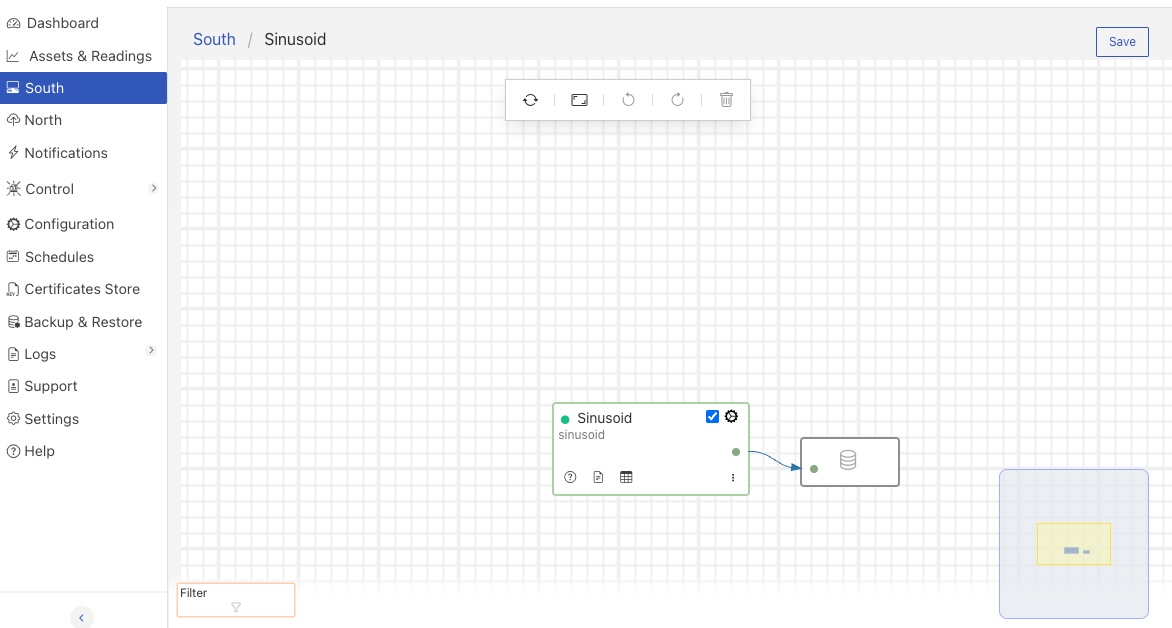 Dashboard
Assets & Readings
South
North
Notifications
Control
Configuration
Schedules
Certificates Store
Backup & Restore
Logs
Support
Settings
Help
South / Sinusoid
Save
Sinusoid
sinusoid
Filter